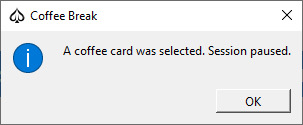 Coffee Break
A coffee card was selected. Session paused.
OK